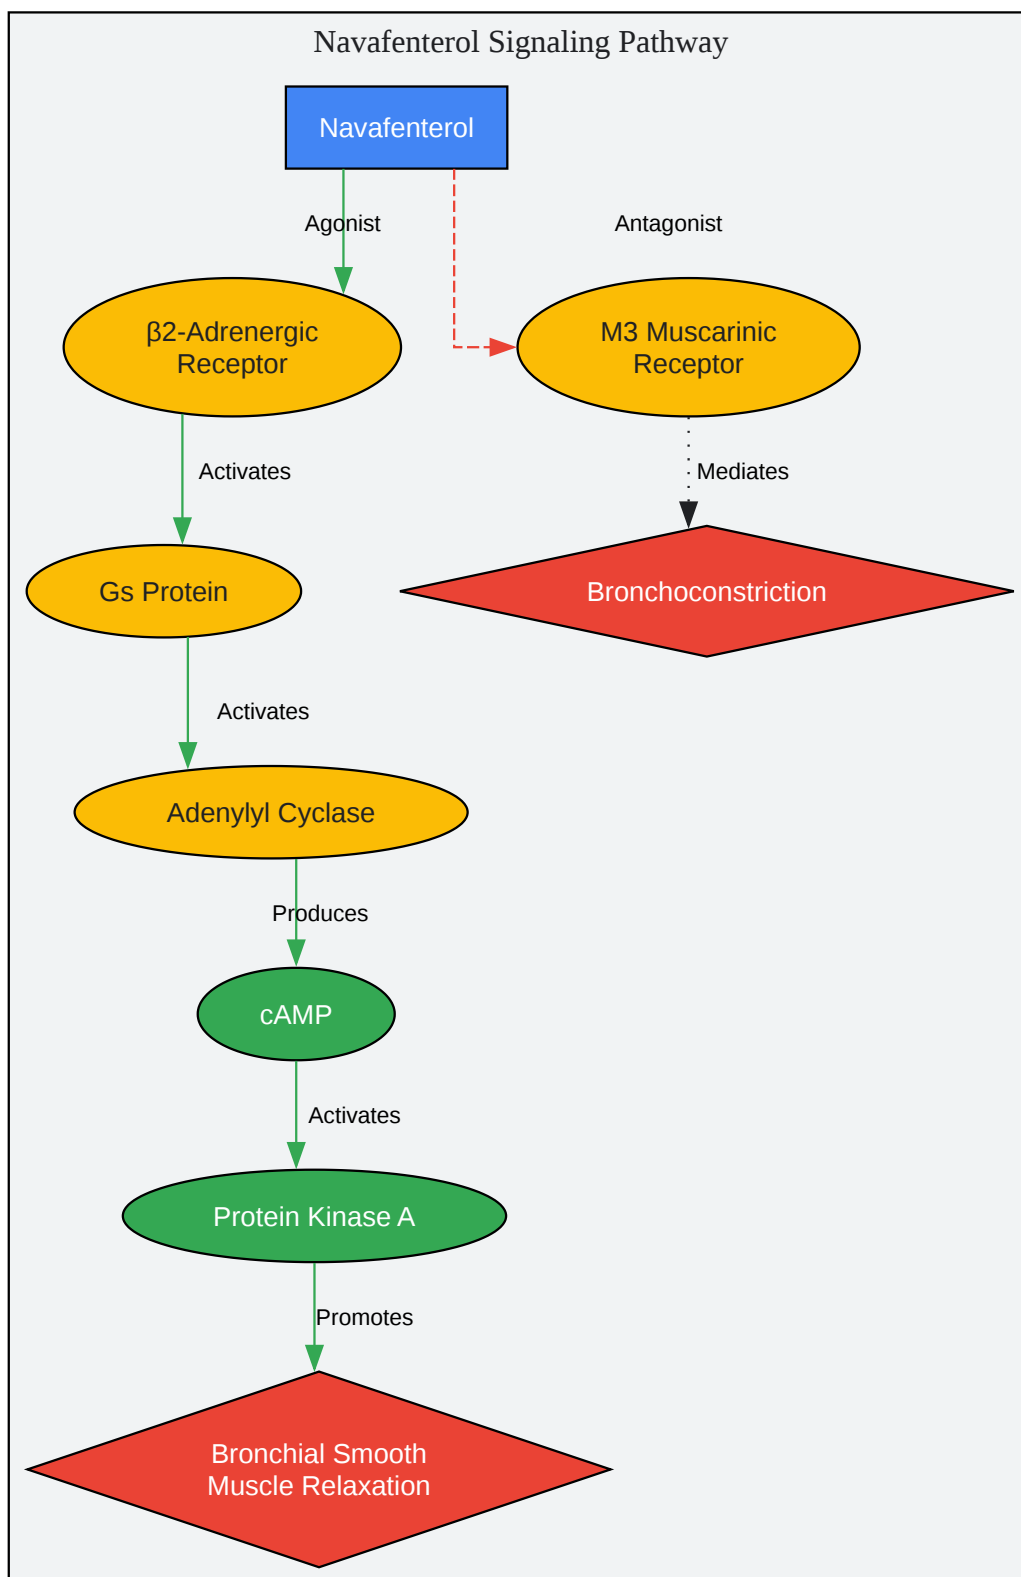 Navafenterol Signaling Pathway
Navafenterol
Agonist
Antagonist
β2-Adrenergic
Receptor
M3 Muscarinic
Receptor
Activates
Mediates
Gs Protein
Bronchoconstriction
Activates
Adenylyl Cyclase
Produces
cAMP
Activates
Protein Kinase A
Promotes
Bronchial Smooth
Muscle Relaxation